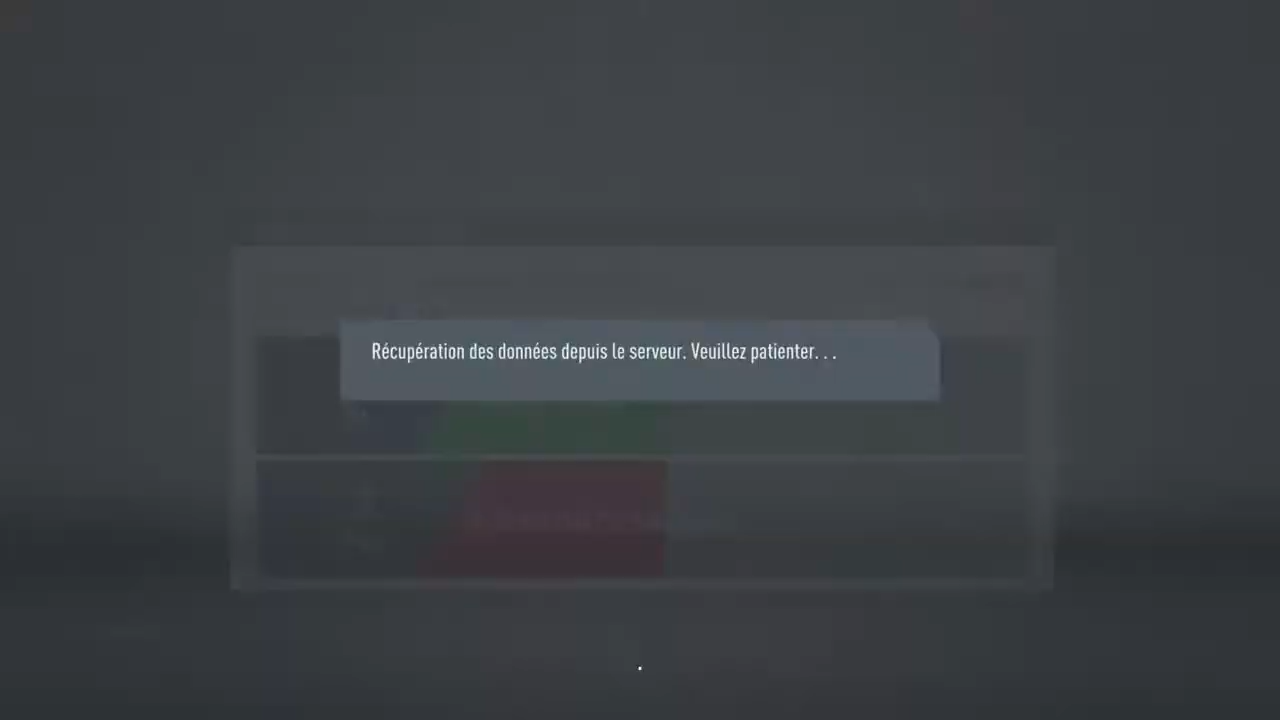 Récupération des données depuis le serveur. Veuillez patienter. . .